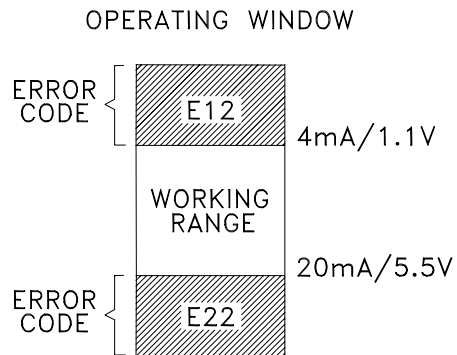 OPERATING WINDOW
ERROR
CODE
E12
4mA/1.1V
WORKING
RANGE
20mA/5.5V
ERROR
CODE
E22